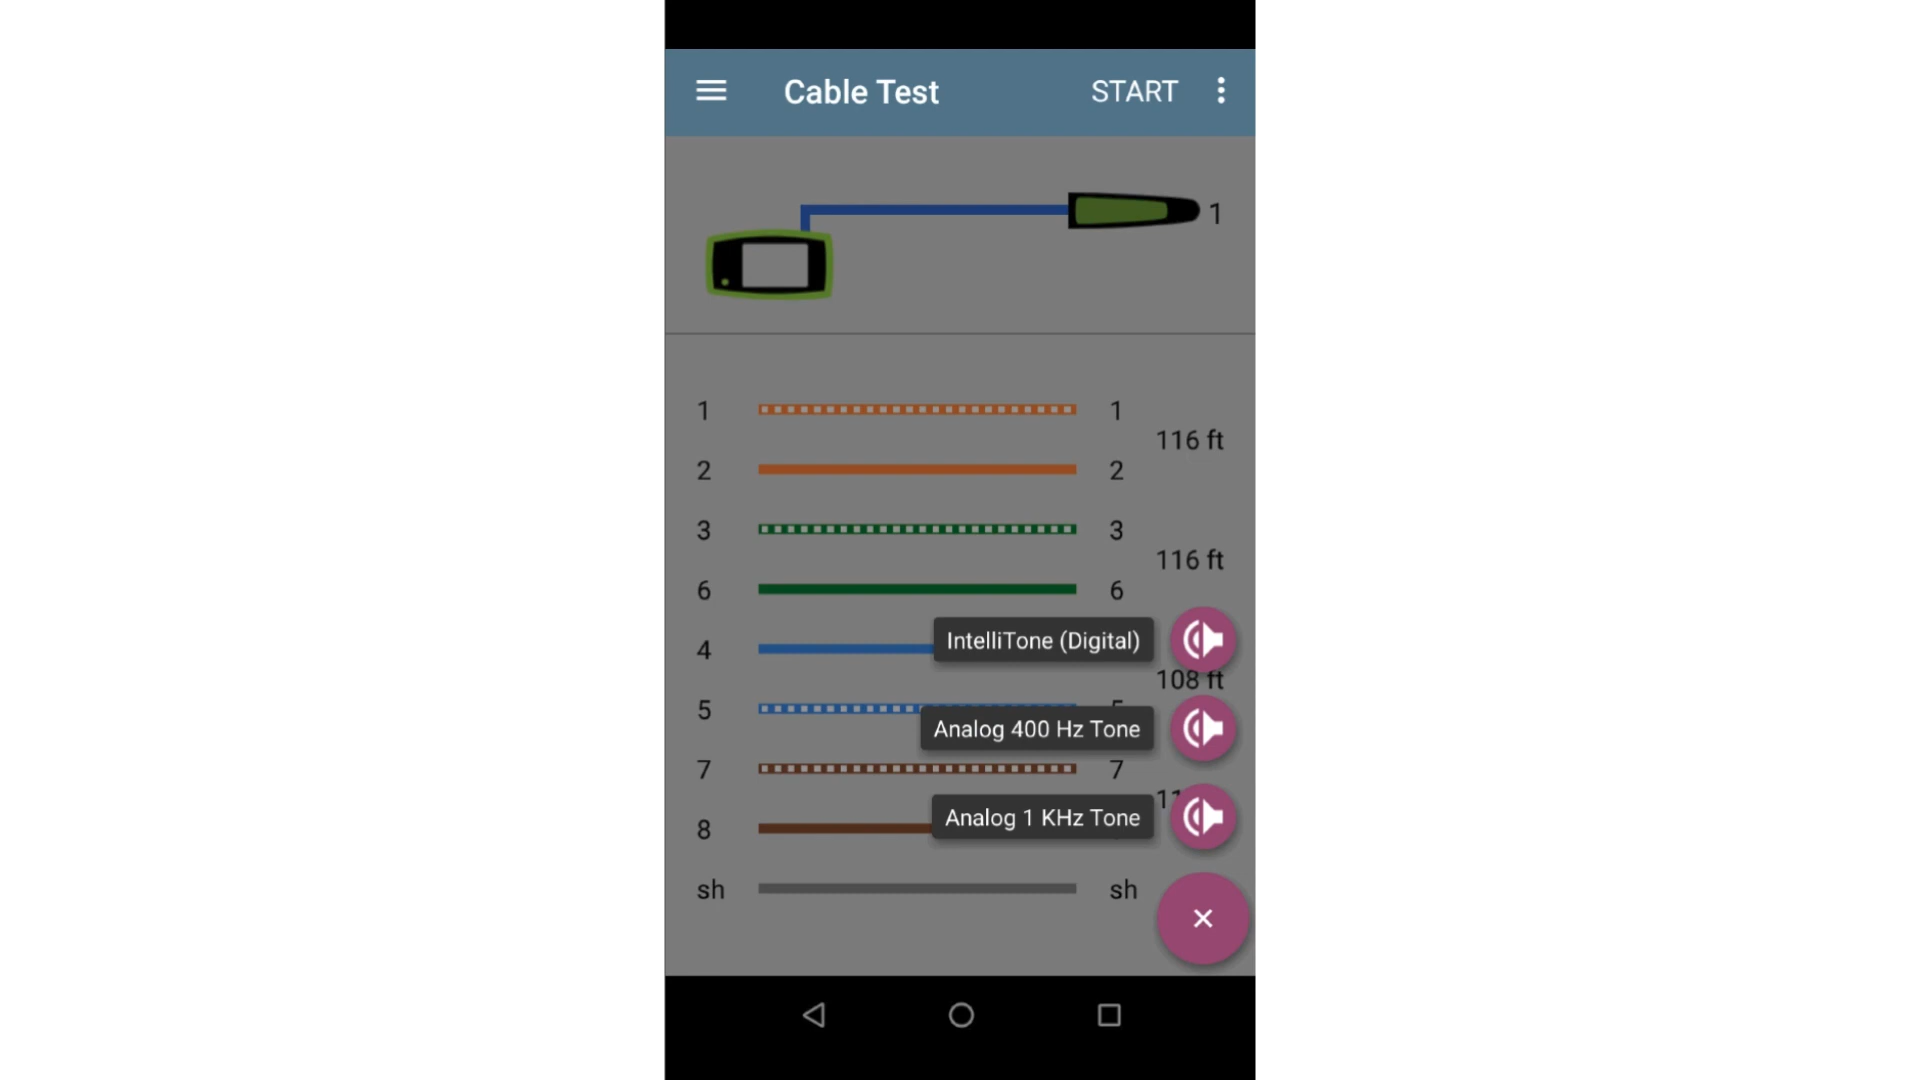 Cable Test START
1
1 1
116 ft
2 2
3 3
116 ft
6 6
4 IntelliTone (Digital)
108 ft
5
Analog 400 Hz Tone
7 7
8 Analog 1 KHz Tone
sh sh